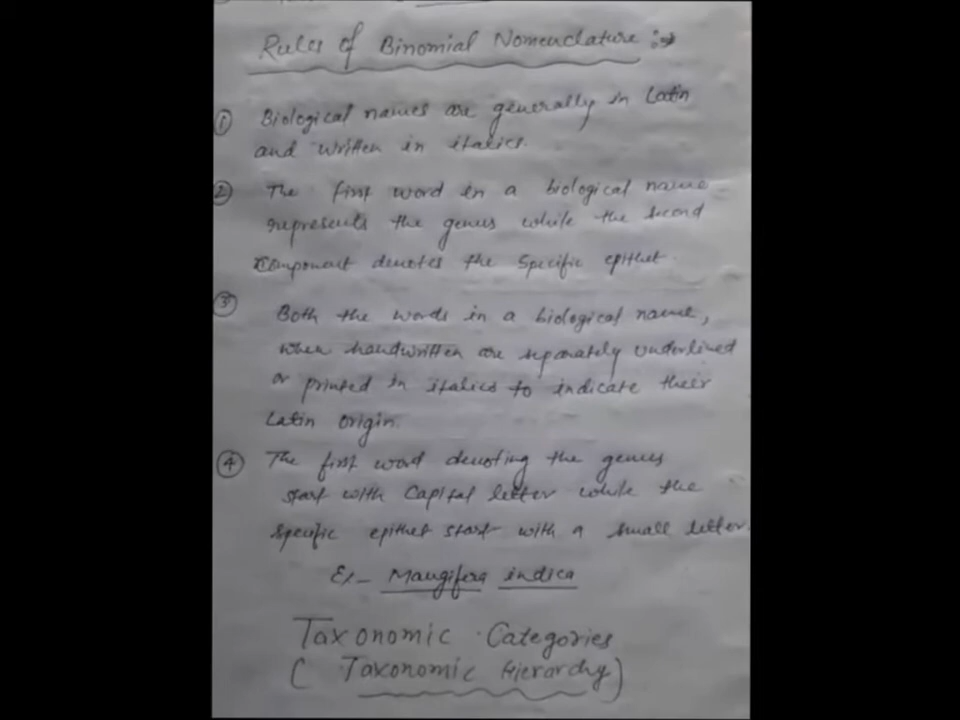 Rules of Binomial Nomenclature :→
① Biological names are generally in Latin
and written in italics.
② The first word in a biological name
represents the genus while the second
component denotes the specific epithet.
③ Both the words in a biological name,
when handwritten are separately underlined
or printed in italics to indicate their
Latin origin.
④ The first word denoting the genus
start with Capital letter while the
specific epithet start with a small letter.
Ex- Mangifera indica
Taxonomic Categories
( Taxonomic Hierarchy)